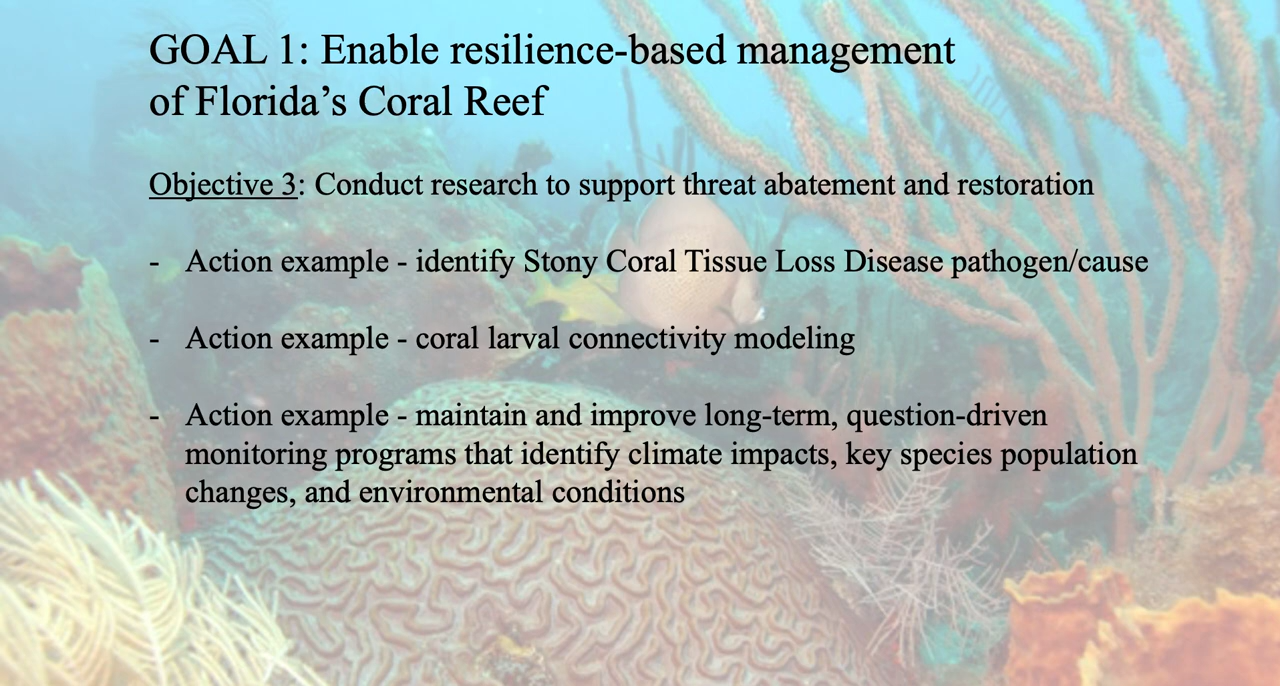 GOAL 1: Enable resilience-based management
of Florida’s Coral Reef
Objective 3: Conduct research to support threat abatement and restoration
- Action example - identify Stony Coral Tissue Loss Disease pathogen/cause
- Action example - coral larval connectivity modeling
- Action example - maintain and improve long-term, question-driven
monitoring programs that identify climate impacts, key species population
changes, and environmental conditions